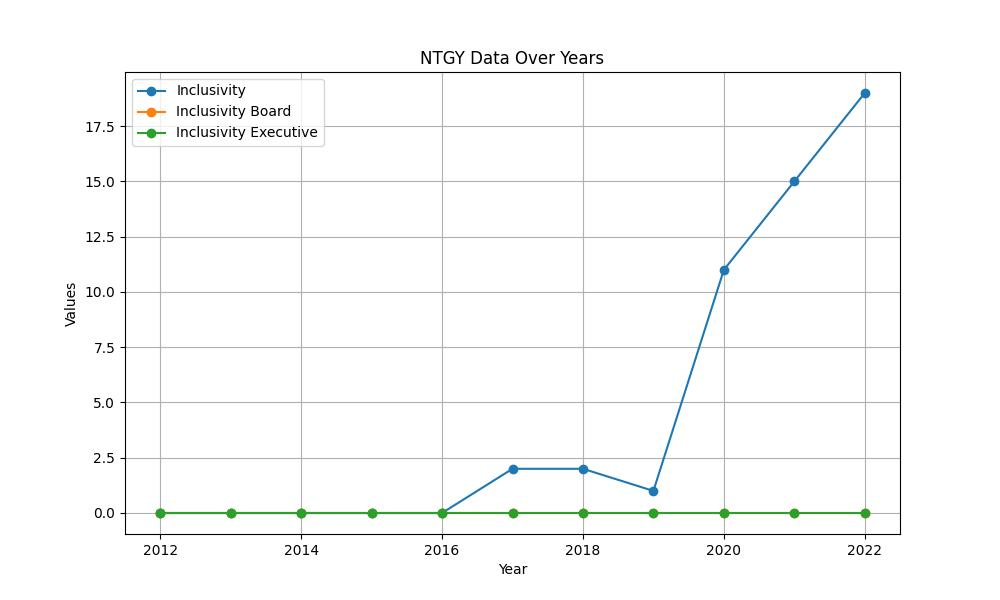 NTGY Data Over Years
Inclusivity
Inclusivity Board
Inclusivity Executive
17.5
15.0
12.5
10.0
7.5
5.0
2.5
0.0
Values
2012 2014 2016 2018 2020 2022
Year